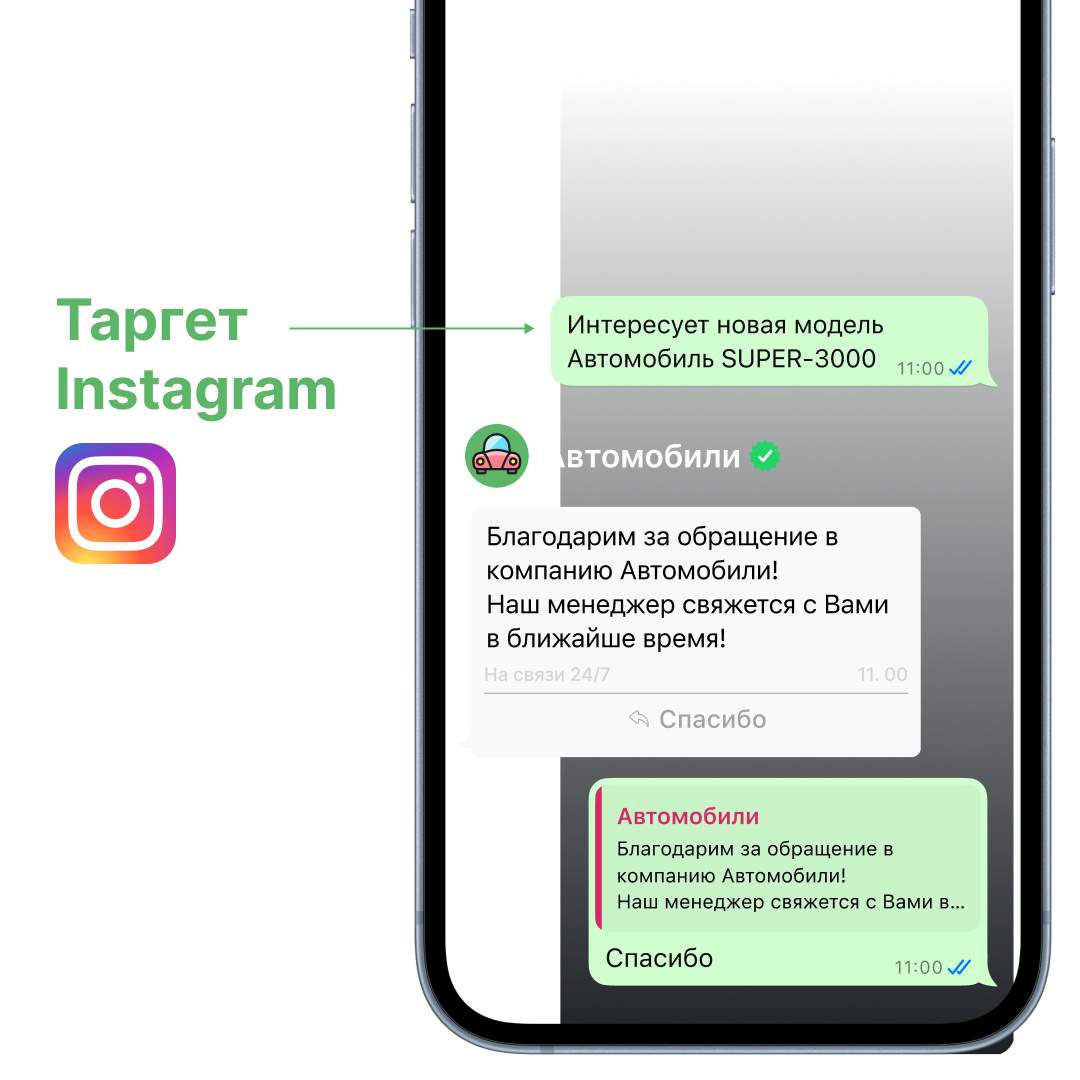 Таргет
Instagram
Интересует новая модель
Автомобиль SUPER-3000
11:00
Автомобили
Благодарим за обращение в
компанию Автомобили!
Наш менеджер свяжется с Вами
в ближайше время!
На связи 24/7
11. 00
Спасибо
Автомобили
Благодарим за обращение в
компанию Автомобили!
Наш менеджер свяжется с Вами в...
Спасибо
11:00